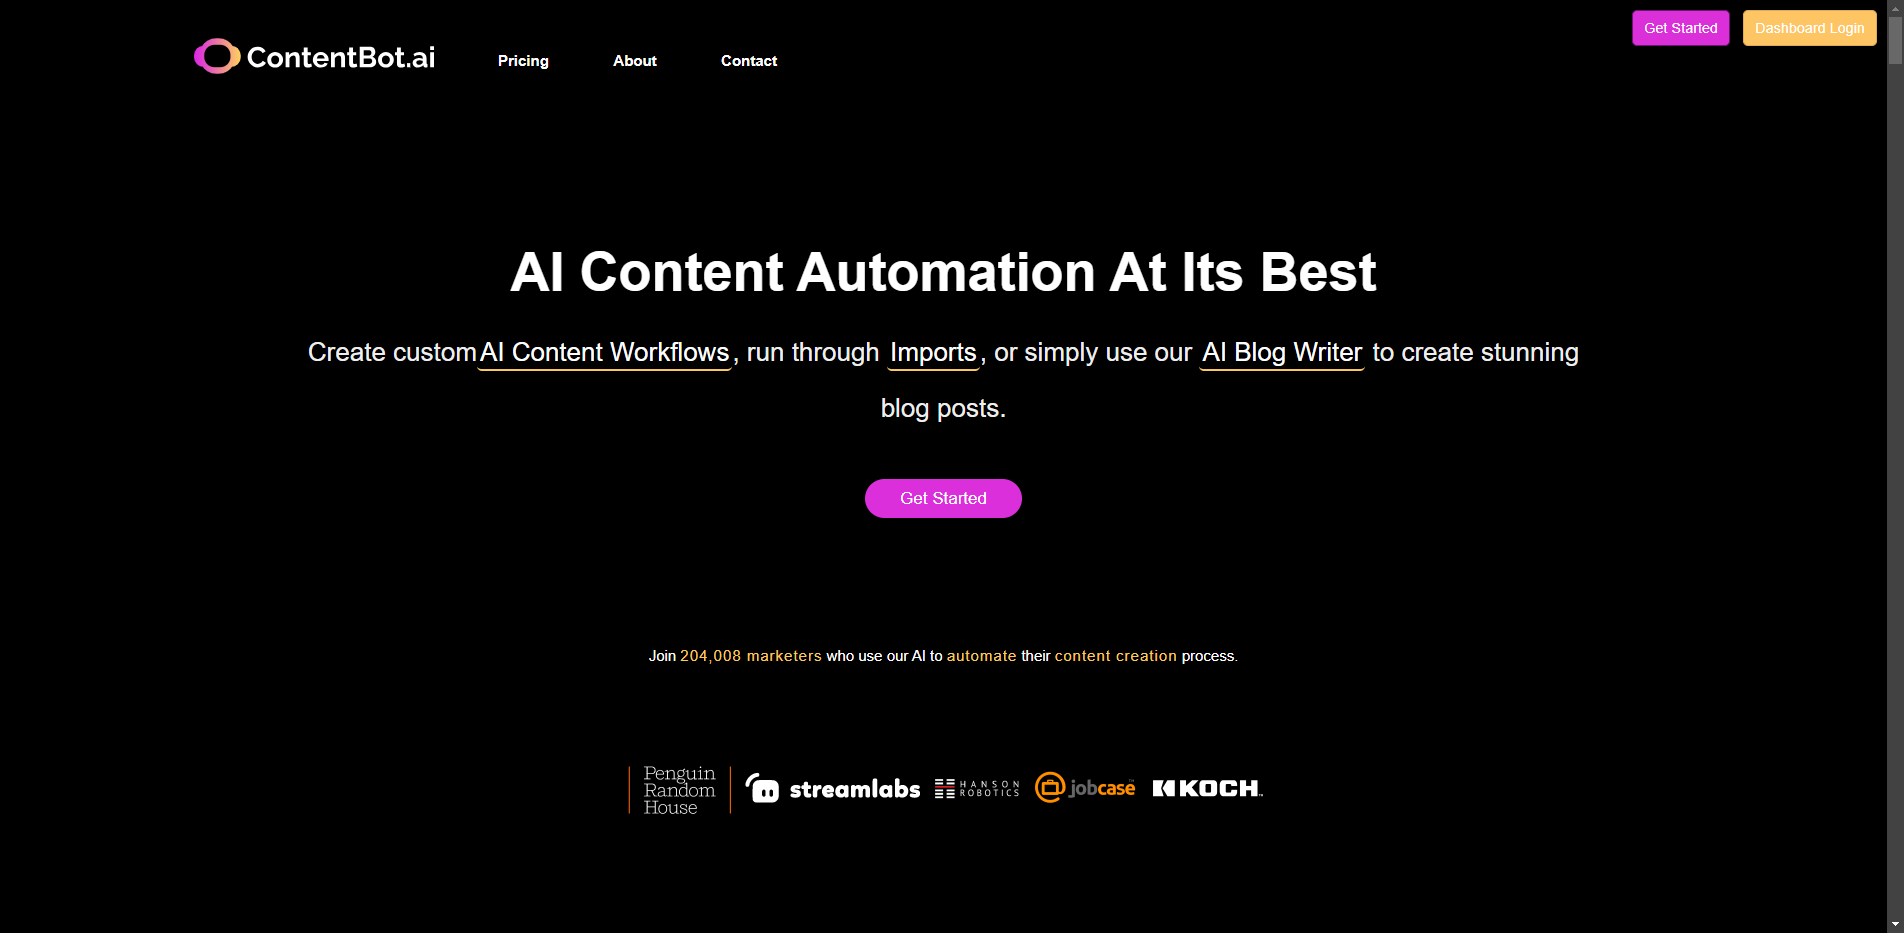 Get Started
Dashboard Login
ContentBot.ai
Pricing
About
Contact
AI Content Automation At Its Best
Create custom AI Content Workflows, run through Imports, or simply use our AI Blog Writer to create stunning
blog posts.
Get Started
Join 204,008 marketers who use our AI to automate their content creation process.
Penguin
Random
House
streamlabs
HANSON
ROBOTICS
jobcase™
KOCH™